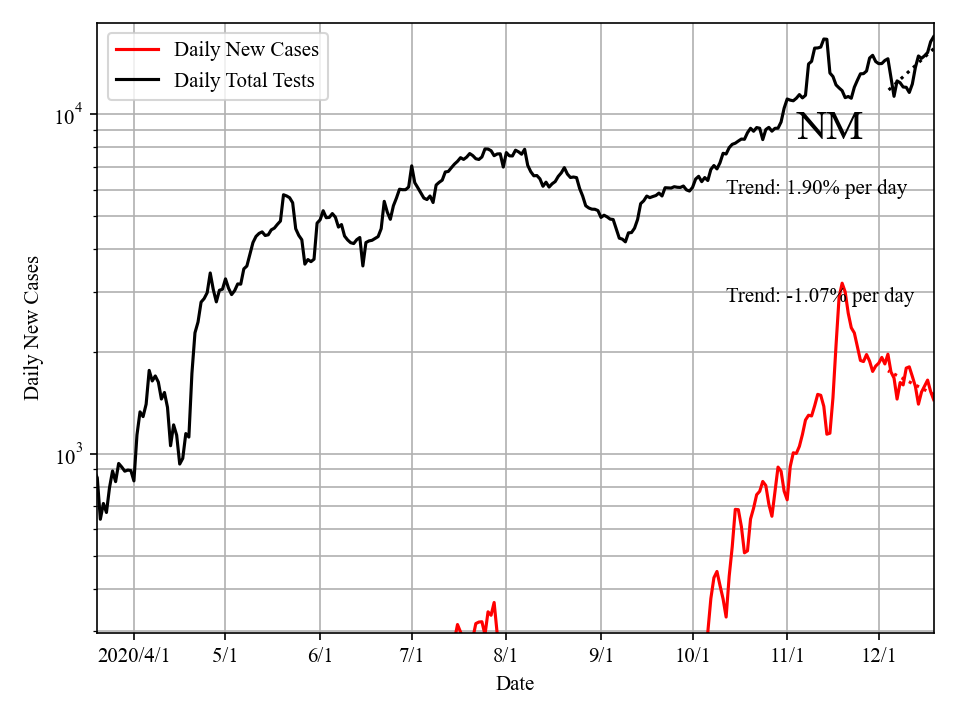 Daily New Cases
Daily Total Tests
10^4
NM
Trend: 1.90% per day
Trend: -1.07% per day
Daily New Cases
10^3
2020/4/1 5/1 6/1 7/1 8/1 9/1 10/1 11/1 12/1
Date